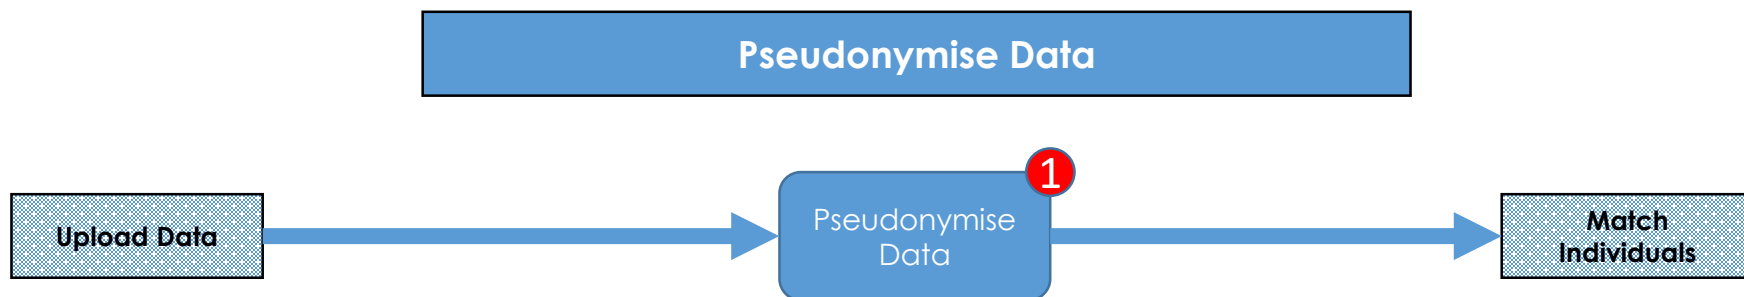 Pseudonymise Data
1
Upload Data
Pseudonymise
Data
Match
Individuals